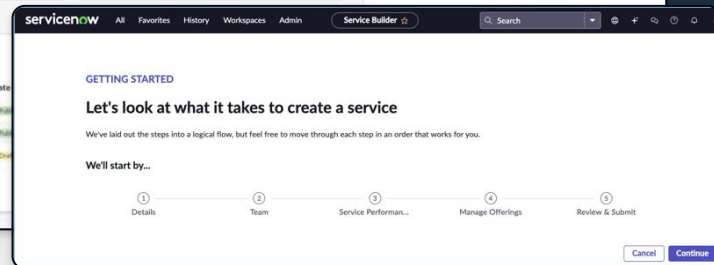 servicenow All Favorites History Workspaces Admin Service Builder ☆ Search
GETTING STARTED
Let's look at what it takes to create a service
We've laid out the steps into a logical flow, but feel free to move through each step in an order that works for you.
We'll start by...
1 2 3 4 5
Details Team Service Performan... Manage Offerings Review & Submit
Cancel Continue